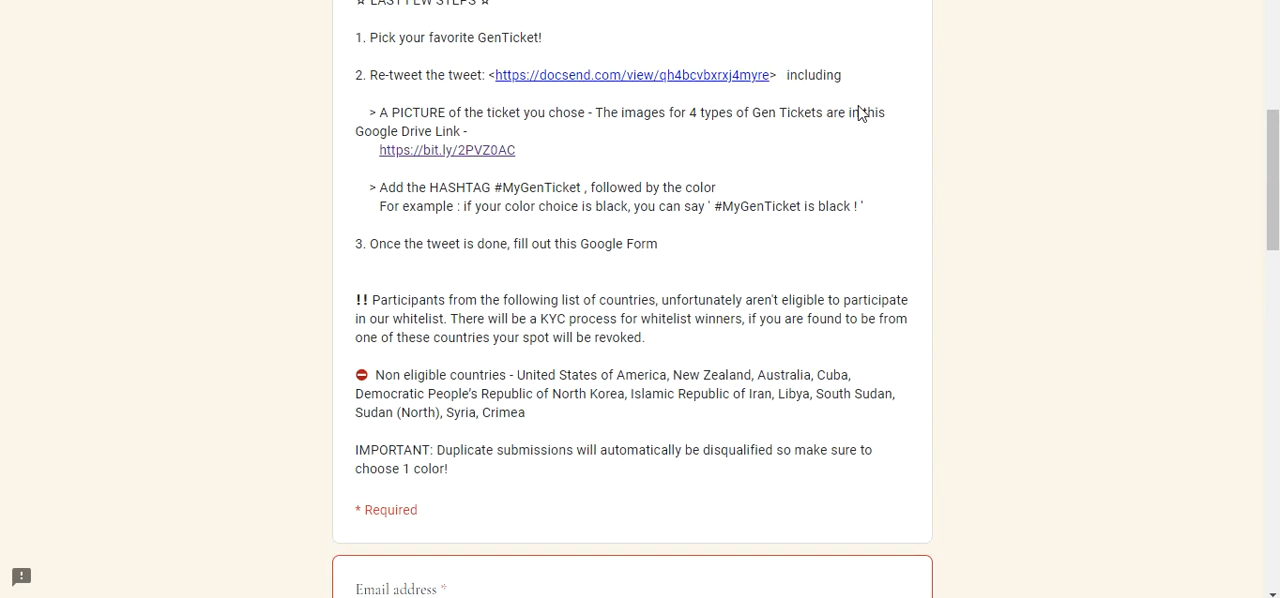 ☆ LAST FEW STEPS ☆
1. Pick your favorite GenTicket!
2. Re-tweet the tweet: <https://docsend.com/view/qh4bcvbxrxj4myre> including
> A PICTURE of the ticket you chose - The images for 4 types of Gen Tickets are in this
Google Drive Link -
https://bit.ly/2PVZ0AC
> Add the HASHTAG #MyGenTicket , followed by the color
For example : if your color choice is black, you can say ' #MyGenTicket is black ! '
3. Once the tweet is done, fill out this Google Form
!! Participants from the following list of countries, unfortunately aren't eligible to participate
in our whitelist. There will be a KYC process for whitelist winners, if you are found to be from
one of these countries your spot will be revoked.
⛔ Non eligible countries - United States of America, New Zealand, Australia, Cuba,
Democratic People’s Republic of North Korea, Islamic Republic of Iran, Libya, South Sudan,
Sudan (North), Syria, Crimea
IMPORTANT: Duplicate submissions will automatically be disqualified so make sure to
choose 1 color!
* Required
Email address *